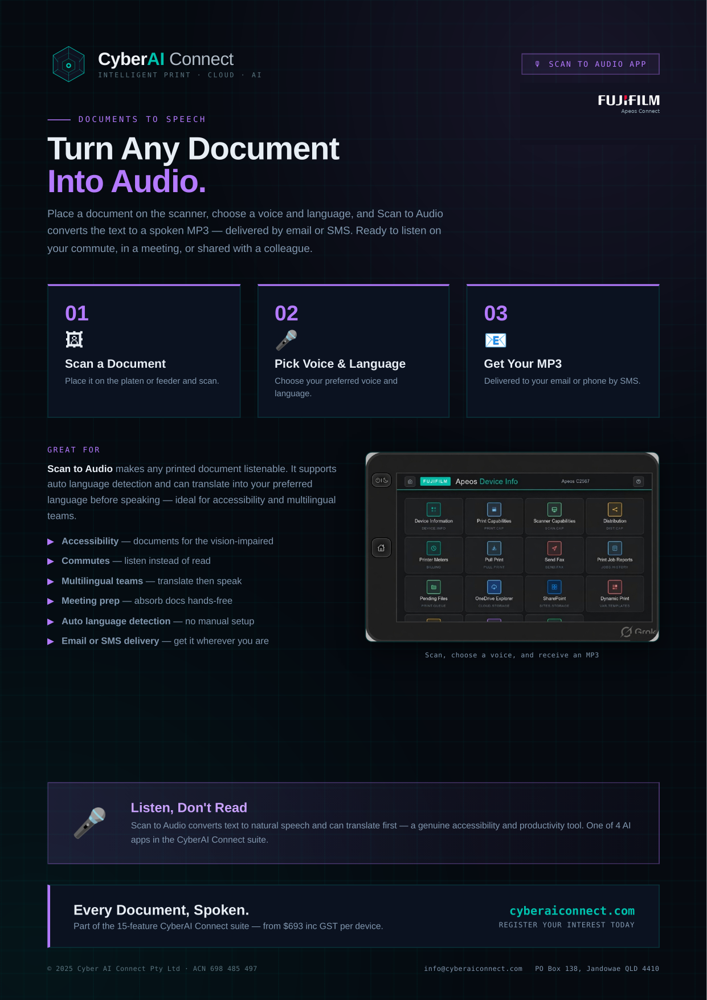 CyberAI Connect
INTELLIGENT PRINT · CLOUD · AI
SCAN TO AUDIO APP
FUJIFILM
Apeos Connect
DOCUMENTS TO SPEECH
Turn Any Document
Into Audio.
Place a document on the scanner, choose a voice and language, and Scan to Audio
converts the text to a spoken MP3 — delivered by email or SMS. Ready to listen on
your commute, in a meeting, or shared with a colleague.
01
Scan a Document
Place it on the platen or feeder and scan.
02
Pick Voice & Language
Choose your preferred voice and
language.
03
Get Your MP3
Delivered to your email or phone by SMS.
GREAT FOR
Scan to Audio makes any printed document listenable. It supports
auto language detection and can translate into your preferred
language before speaking — ideal for accessibility and multilingual
teams.
▶ Accessibility — documents for the vision-impaired
▶ Commutes — listen instead of read
▶ Multilingual teams — translate then speak
▶ Meeting prep — absorb docs hands-free
▶ Auto language detection — no manual setup
▶ Email or SMS delivery — get it wherever you are
FUJIFILM Apeos Device Info Apeos C2567
Device Information Print Capabilities Scanner Capabilities Distribution
DEVICE.INFO PRINT.CAP SCAN.CAP DIST.CAP
Printer Meters Pull Print Send Fax Print Job Reports
BILLING PULL.PRINT SEND.FAX JOBS.HISTORY
Pending Files OneDrive Explorer SharePoint Dynamic Print
PRINT.QUEUE CLOUD.STORAGE SITES.STORAGE VAR.TEMPLATES
Grok
Scan, choose a voice, and receive an MP3
Listen, Don't Read
Scan to Audio converts text to natural speech and can translate first — a genuine accessibility and productivity tool. One of 4 AI
apps in the CyberAI Connect suite.
Every Document, Spoken.
Part of the 15-feature CyberAI Connect suite — from $693 inc GST per device.
cyberaiconnect.com
REGISTER YOUR INTEREST TODAY
© 2025 Cyber AI Connect Pty Ltd · ACN 698 485 497
info@cyberaiconnect.com PO Box 138, Jandowae QLD 4410